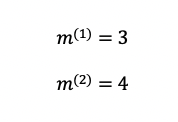 m⁽¹⁾ = 3
m⁽²⁾ = 4